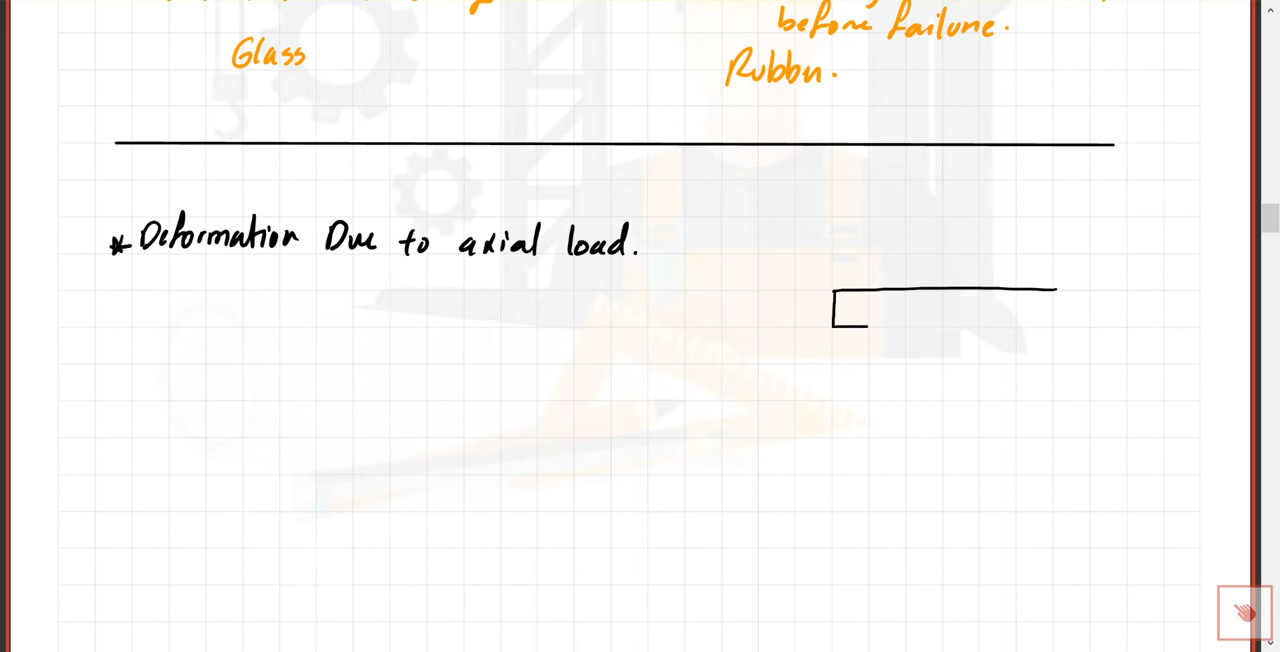 before failure.
Glass
Rubber.
* Deformation Due to axial load.